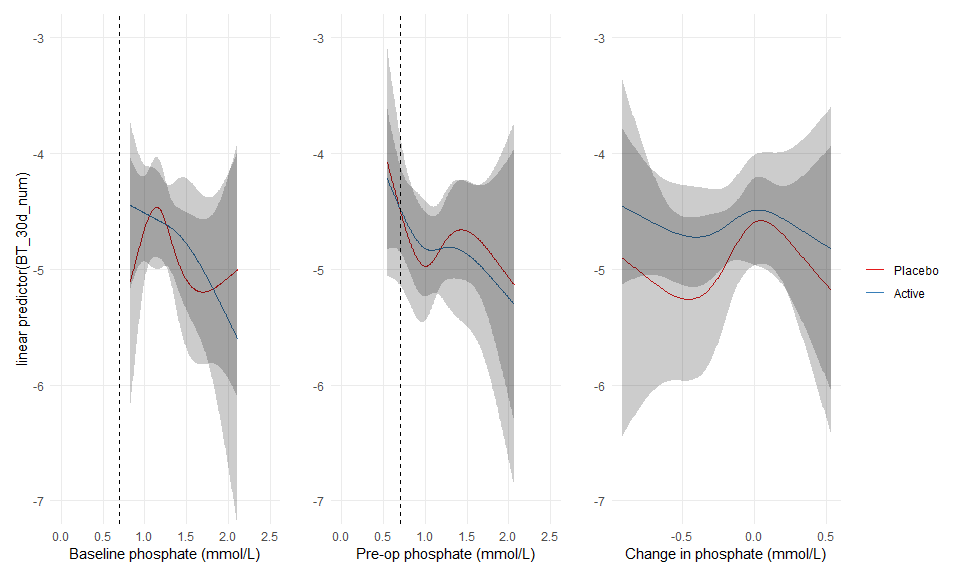 linear predictor(BT_30d_num)
-3
-4
-5
-6
-7
0.0 0.5 1.0 1.5 2.0 2.5
Baseline phosphate (mmol/L)
-3
-4
-5
-6
-7
0.0 0.5 1.0 1.5 2.0 2.5
Pre-op phosphate (mmol/L)
-3
-4
-5
-6
-7
-0.5 0.0 0.5
Change in phosphate (mmol/L)
Placebo
Active